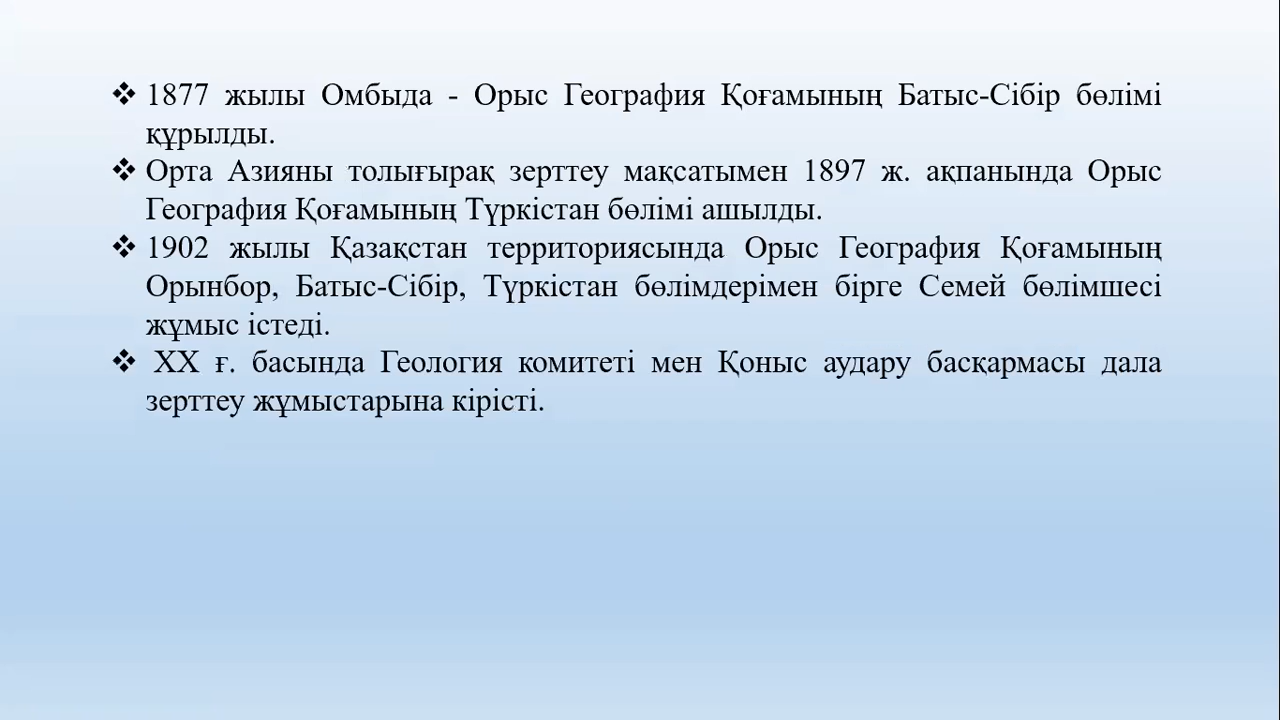 ❖ 1877 жылы Омбыда - Орыс География Қоғамының Батыс-Сібір бөлімі
құрылды.
❖ Орта Азияны толығырақ зерттеу мақсатымен 1897 ж. ақпанында Орыс
География Қоғамының Түркістан бөлімі ашылды.
❖ 1902 жылы Қазақстан территориясында Орыс География Қоғамының
Орынбор, Батыс-Сібір, Түркістан бөлімдерімен бірге Семей бөлімшесі
жұмыс істеді.
❖ XX ғ. басында Геология комитеті мен Қоныс аудару басқармасы дала
зерттеу жұмыстарына кірісті.